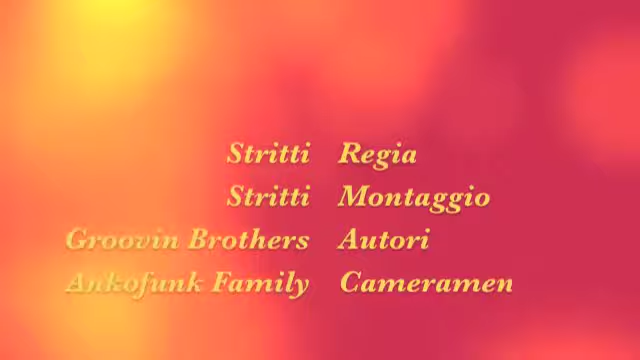 Stritti Regia
Stritti Montaggio
Groovin Brothers Autori
Ankofunk Family Cameramen